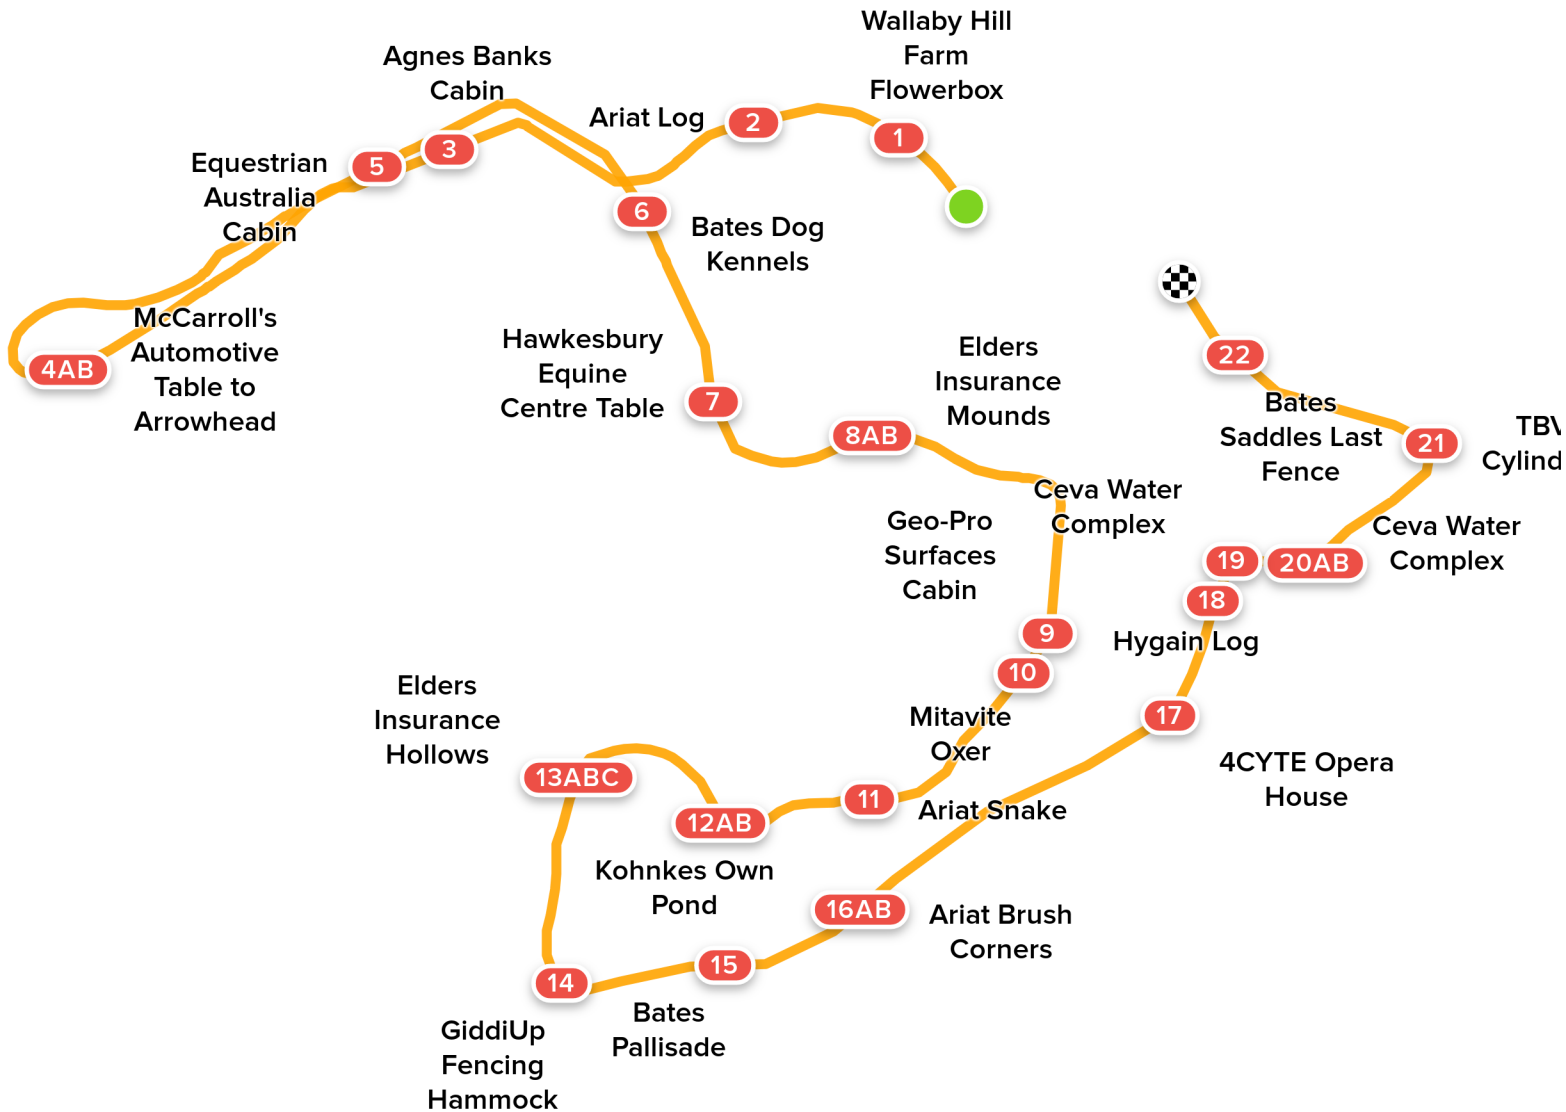 Wallaby Hill
Farm
Flowerbox
Agnes Banks
Cabin
Ariat Log
2
1
3
5
Equestrian
Australia
Cabin
6
Bates Dog
Kennels
McCarroll's
Automotive
Table to
Arrowhead
4AB
Hawkesbury
Equine
Centre Table
7
8AB
Elders
Insurance
Mounds
22
Bates
Saddles Last
Fence
21
TBV
Cylind
Ceva Water
Complex
Geo-Pro
Surfaces
Cabin
Ceva Water
Complex
19
20AB
18
Hygain Log
9
10
Mitavite
Oxer
17
4CYTE Opera
House
Elders
Insurance
Hollows
13ABC
12AB
11
Ariat Snake
Kohnkes Own
Pond
16AB
Ariat Brush
Corners
14
15
Bates
Pallisade
GiddiUp
Fencing
Hammock